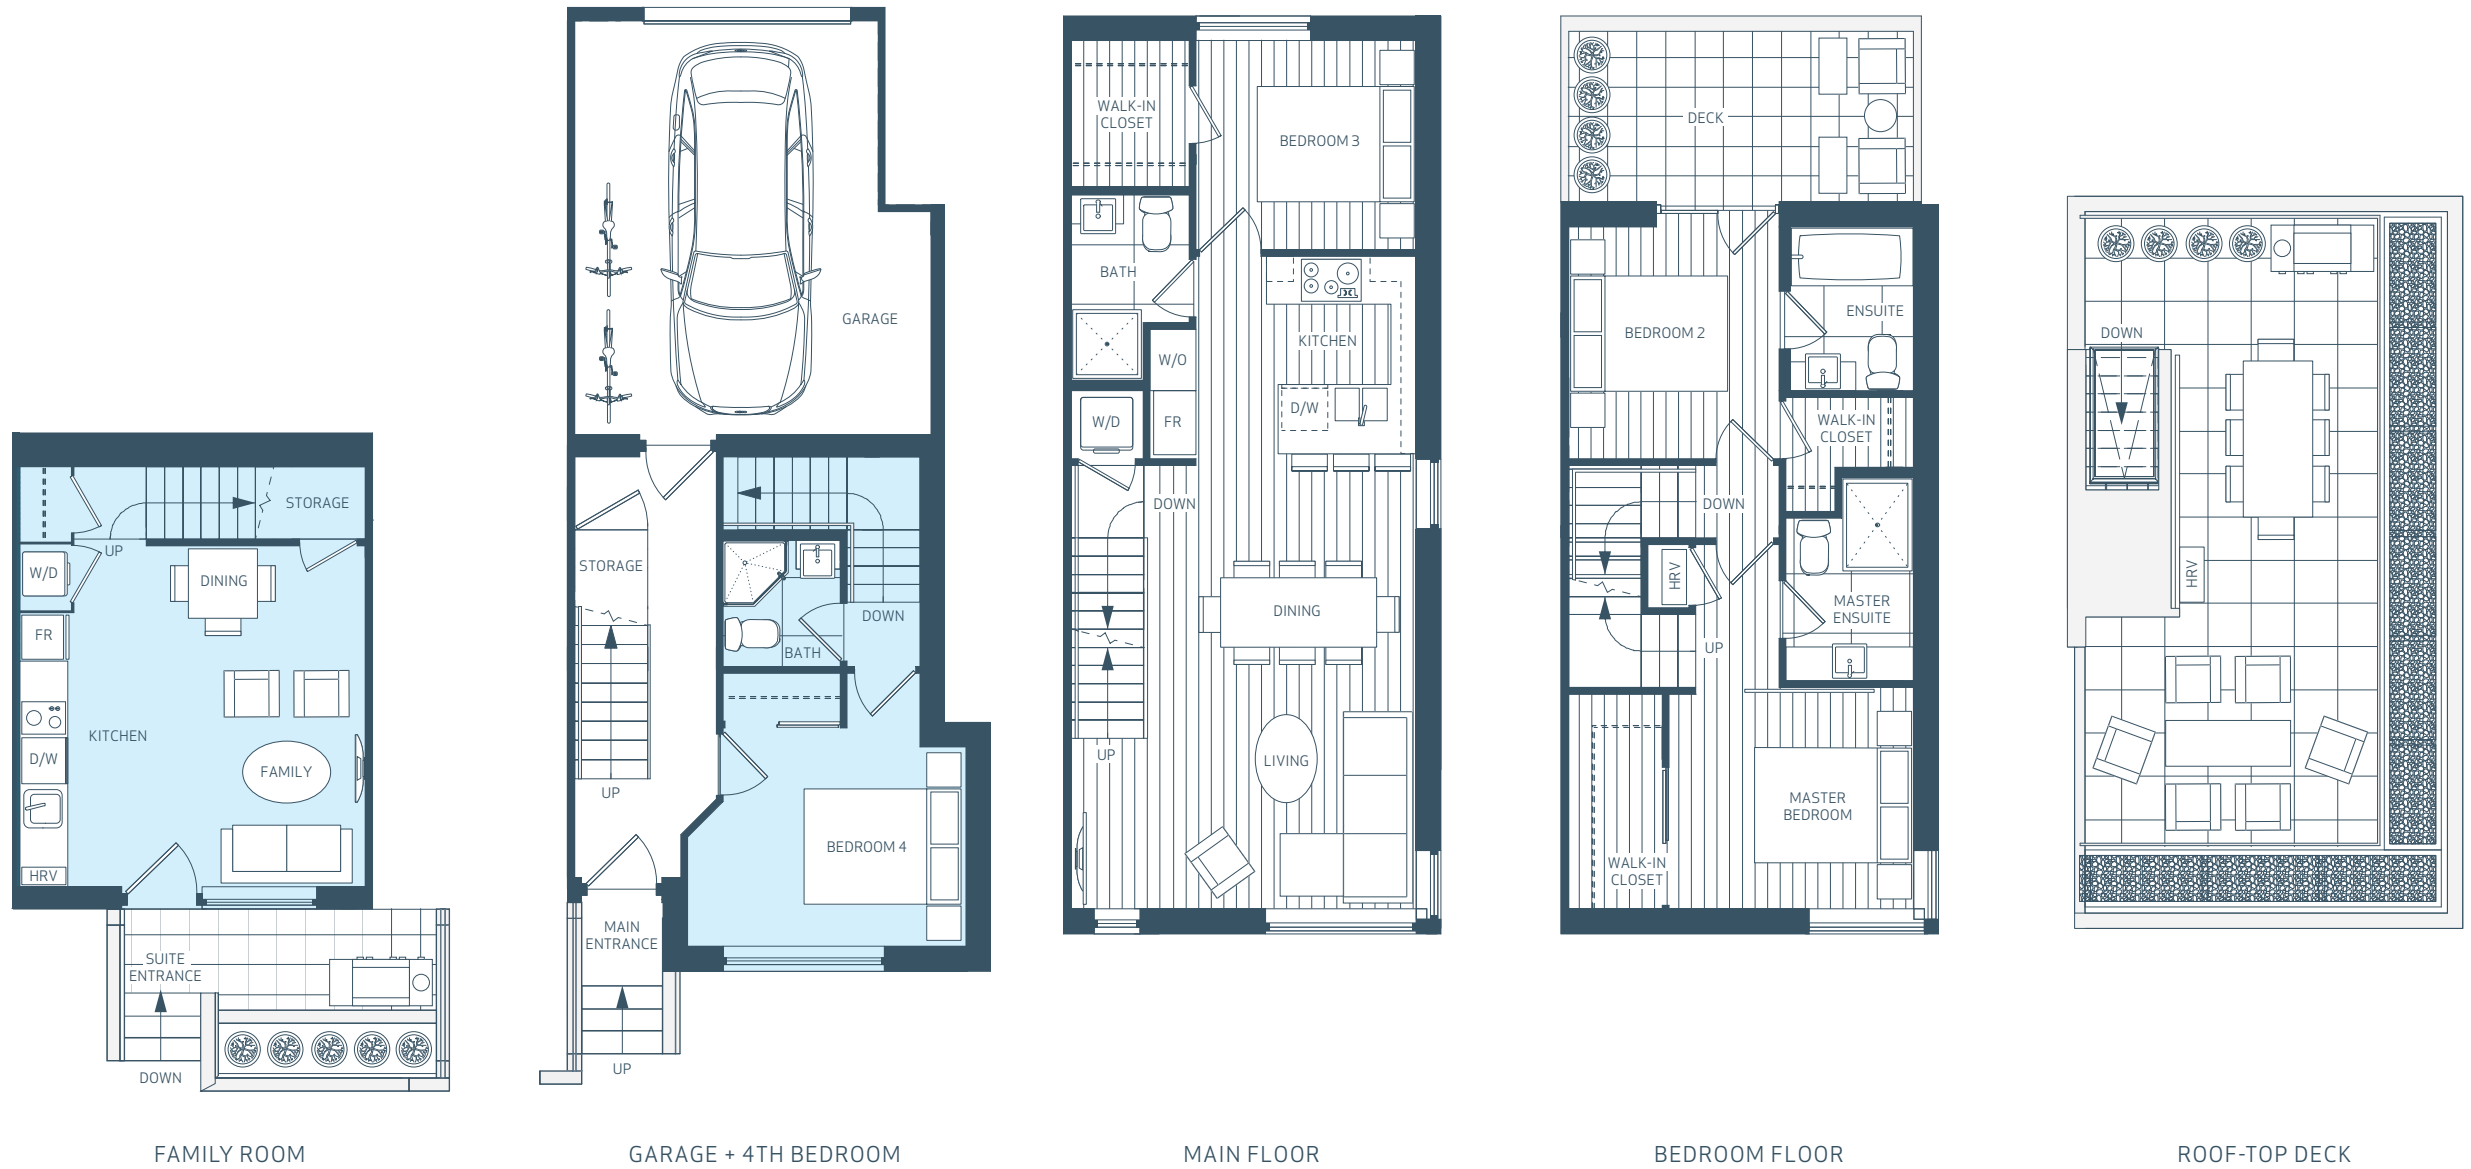 STORAGE
UP
W/D
DINING
FR
KITCHEN
D/W
FAMILY
HRV
SUITE
ENTRANCE
DOWN
FAMILY ROOM
GARAGE
STORAGE
DOWN
BATH
UP
BEDROOM 4
MAIN
ENTRANCE
UP
GARAGE + 4TH BEDROOM
WALK-IN
CLOSET
BEDROOM 3
BATH
KITCHEN
W/O
D/W
W/D
FR
DOWN
DINING
UP
LIVING
MAIN FLOOR
DECK
ENSUITE
BEDROOM 2
WALK-IN
CLOSET
DOWN
HRV
MASTER
ENSUITE
UP
MASTER
BEDROOM
WALK-IN
CLOSET
BEDROOM FLOOR
DOWN
HRV
ROOF-TOP DECK